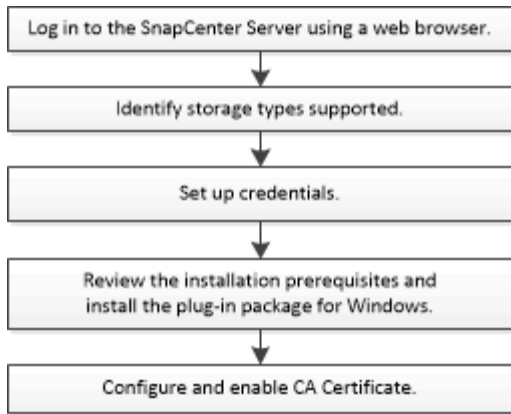 Log in to the SnapCenter Server using a web browser.
Identify storage types supported.
Set up credentials.
Review the installation prerequisites and
install the plug-in package for Windows.
Configure and enable CA Certificate.